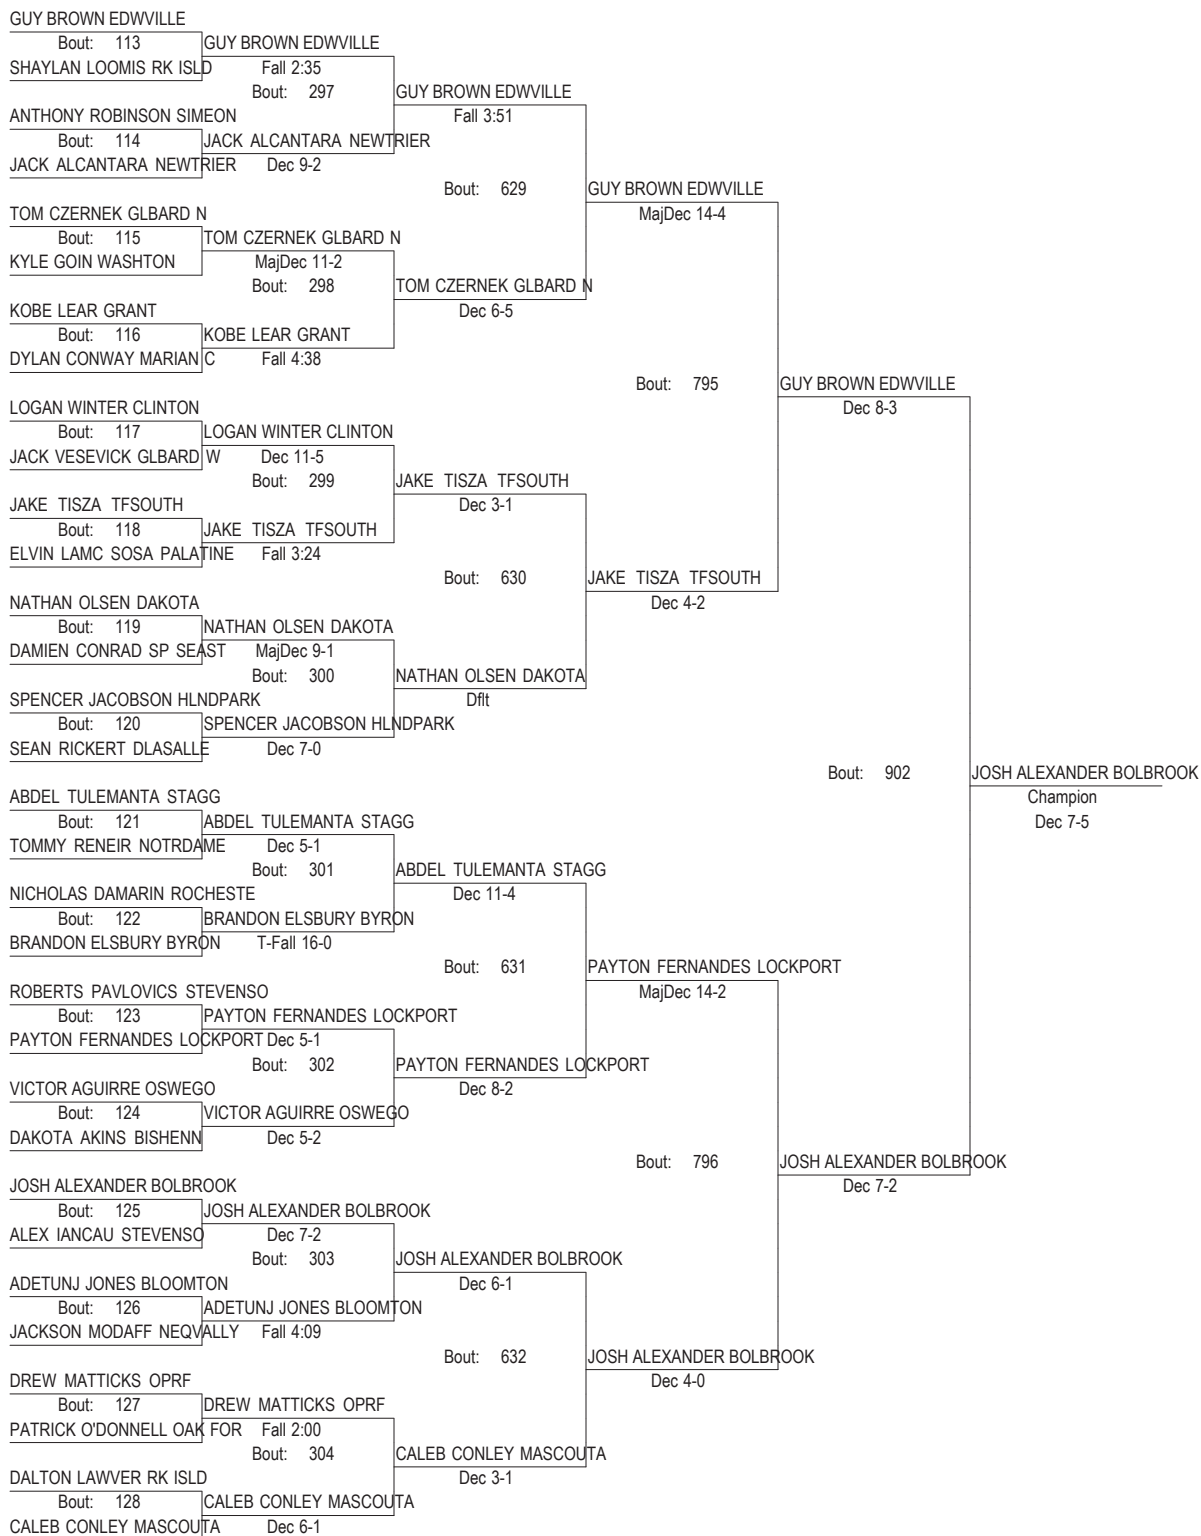 GUY BROWN EDWVILLE
Bout: 113 GUY BROWN EDWVILLE
SHAYLAN LOOMIS RK ISLD Fall 2:35
Bout: 297 GUY BROWN EDWVILLE
ANTHONY ROBINSON SIMEON Fall 3:51
Bout: 114 JACK ALCANTARA NEWTRIER
JACK ALCANTARA NEWTRIER Dec 9-2
Bout: 629 GUY BROWN EDWVILLE
TOM CZERNEK GLBARD N MajDec 14-4
Bout: 115 TOM CZERNEK GLBARD N
KYLE GOIN WASHTON MajDec 11-2
Bout: 298 TOM CZERNEK GLBARD N
KOBE LEAR GRANT Dec 6-5
Bout: 116 KOBE LEAR GRANT
DYLAN CONWAY MARIAN C Fall 4:38
Bout: 795 GUY BROWN EDWVILLE
LOGAN WINTER CLINTON Dec 8-3
Bout: 117 LOGAN WINTER CLINTON
JACK VESEVICK GLBARD W Dec 11-5
Bout: 299 JAKE TISZA TFSOUTH
JAKE TISZA TFSOUTH Dec 3-1
Bout: 118 JAKE TISZA TFSOUTH
ELVIN LAMC SOSA PALATINE Fall 3:24
Bout: 630 JAKE TISZA TFSOUTH
NATHAN OLSEN DAKOTA Dec 4-2
Bout: 119 NATHAN OLSEN DAKOTA
DAMIEN CONRAD SP SEAST MajDec 9-1
Bout: 300 NATHAN OLSEN DAKOTA
SPENCER JACOBSON HLNDPARK Dflt
Bout: 120 SPENCER JACOBSON HLNDPARK
SEAN RICKERT DLASALLE Dec 7-0
Bout: 902 JOSH ALEXANDER BOLBROOK
ABDEL TULEMANTA STAGG Champion
Bout: 121 ABDEL TULEMANTA STAGG Dec 7-5
TOMMY RENEIR NOTRDAME Dec 5-1
Bout: 301 ABDEL TULEMANTA STAGG
NICHOLAS DAMARIN ROCHESTE Dec 11-4
Bout: 122 BRANDON ELSBURY BYRON
BRANDON ELSBURY BYRON T-Fall 16-0
Bout: 631 PAYTON FERNANDES LOCKPORT
ROBERTS PAVLOVICS STEVENSO MajDec 14-2
Bout: 123 PAYTON FERNANDES LOCKPORT
PAYTON FERNANDES LOCKPORT Dec 5-1
Bout: 302 PAYTON FERNANDES LOCKPORT
VICTOR AGUIRRE OSWEGO Dec 8-2
Bout: 124 VICTOR AGUIRRE OSWEGO
DAKOTA AKINS BISHENN Dec 5-2
Bout: 796 JOSH ALEXANDER BOLBROOK
JOSH ALEXANDER BOLBROOK Dec 7-2
Bout: 125 JOSH ALEXANDER BOLBROOK
ALEX IANCAU STEVENSO Dec 7-2
Bout: 303 JOSH ALEXANDER BOLBROOK
ADETUNJ JONES BLOOMTON Dec 6-1
Bout: 126 ADETUNJ JONES BLOOMTON
JACKSON MODAFF NEQVALLY Fall 4:09
Bout: 632 JOSH ALEXANDER BOLBROOK
DREW MATTICKS OPRF Dec 4-0
Bout: 127 DREW MATTICKS OPRF
PATRICK O'DONNELL OAK FOR Fall 2:00
Bout: 304 CALEB CONLEY MASCOUTA
DALTON LAWVER RK ISLD Dec 3-1
Bout: 128 CALEB CONLEY MASCOUTA
CALEB CONLEY MASCOUTA Dec 6-1